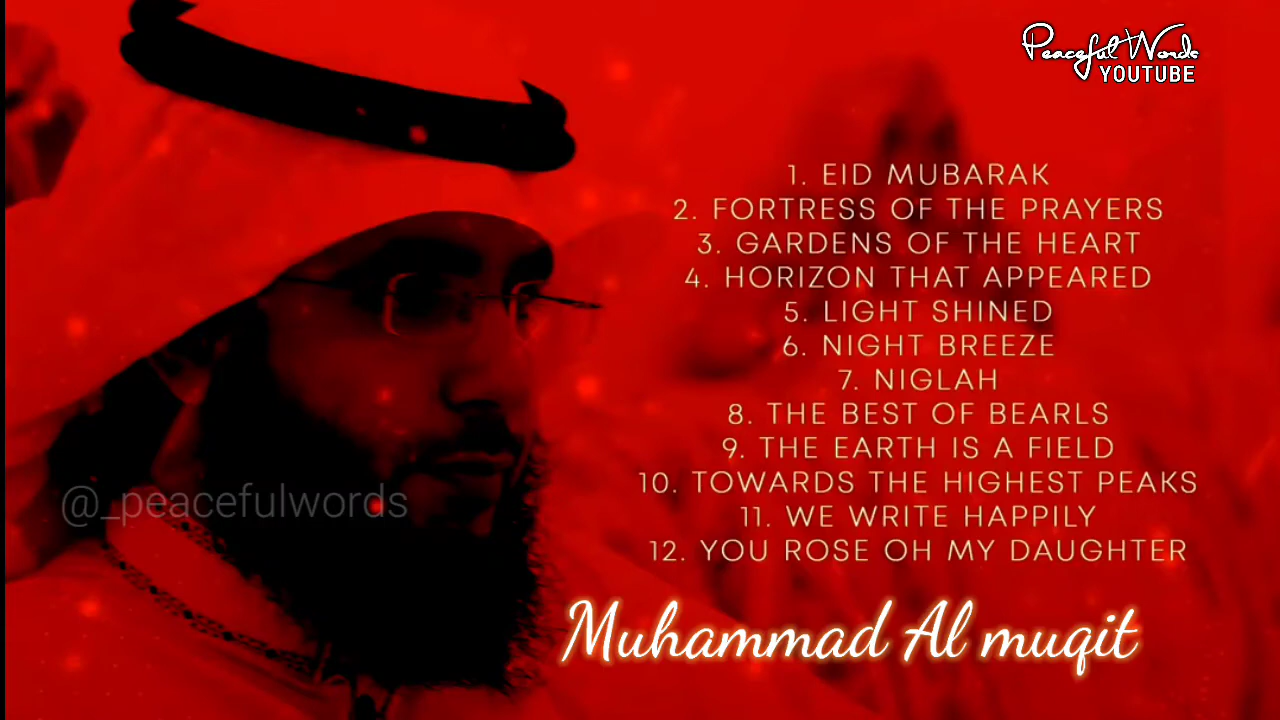 Peaceful Words
YOUTUBE
1. EID MUBARAK
2. FORTRESS OF THE PRAYERS
3. GARDENS OF THE HEART
4. HORIZON THAT APPEARED
5. LIGHT SHINED
6. NIGHT BREEZE
7. NIGLAH
8. THE BEST OF BEARLS
9. THE EARTH IS A FIELD
10. TOWARDS THE HIGHEST PEAKS
11. WE WRITE HAPPILY
12. YOU ROSE OH MY DAUGHTER
@_peacefulwords
Muhammad Al muqit